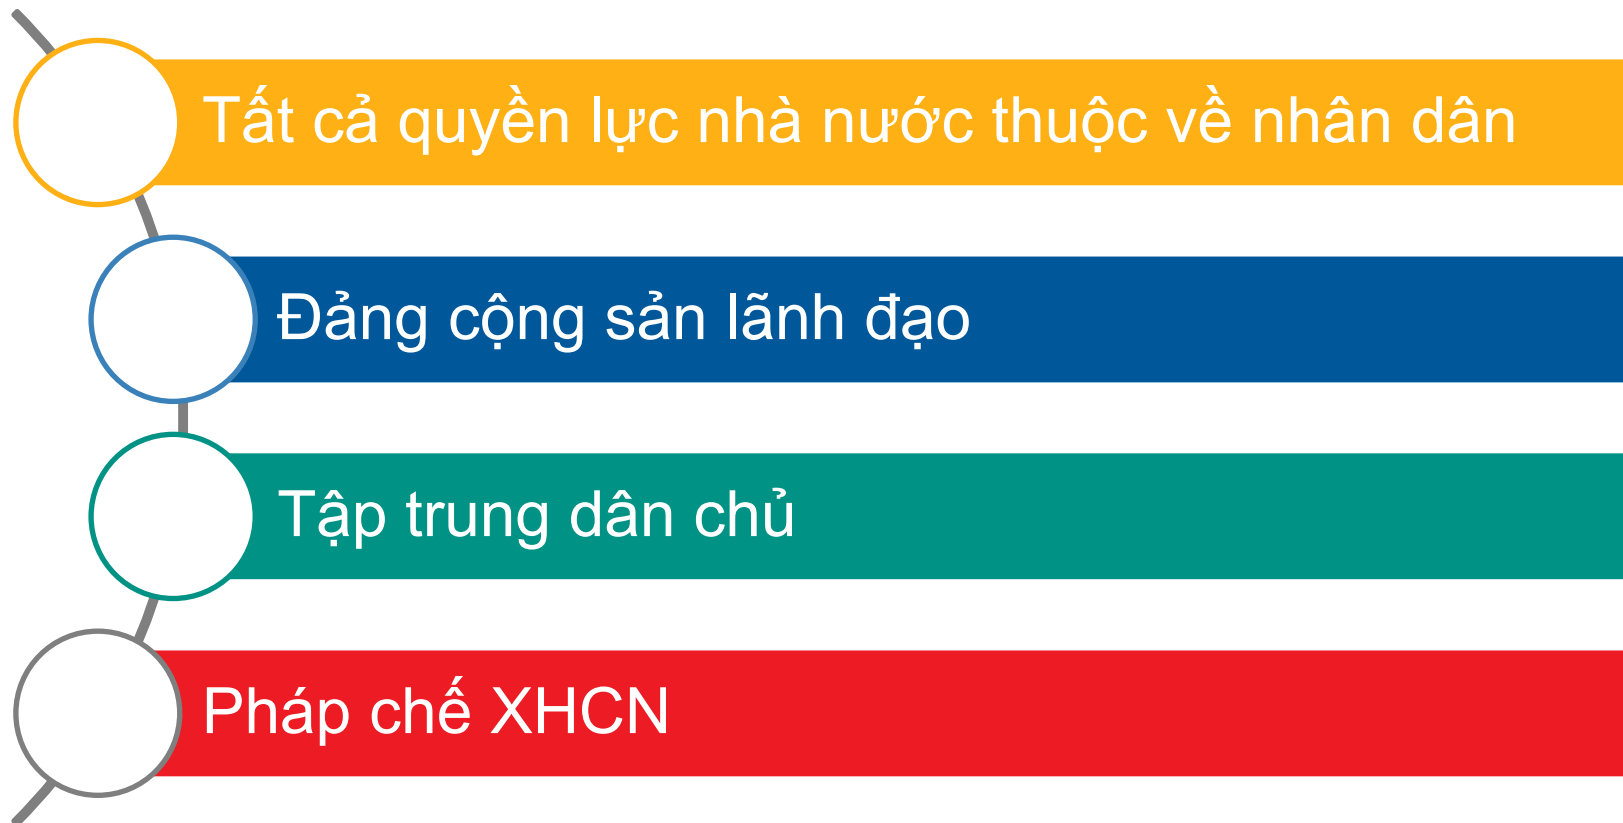 Tất cả quyền lực nhà nước thuộc về nhân dân
Đảng cộng sản lãnh đạo
Tập trung dân chủ
Pháp chế XHCN